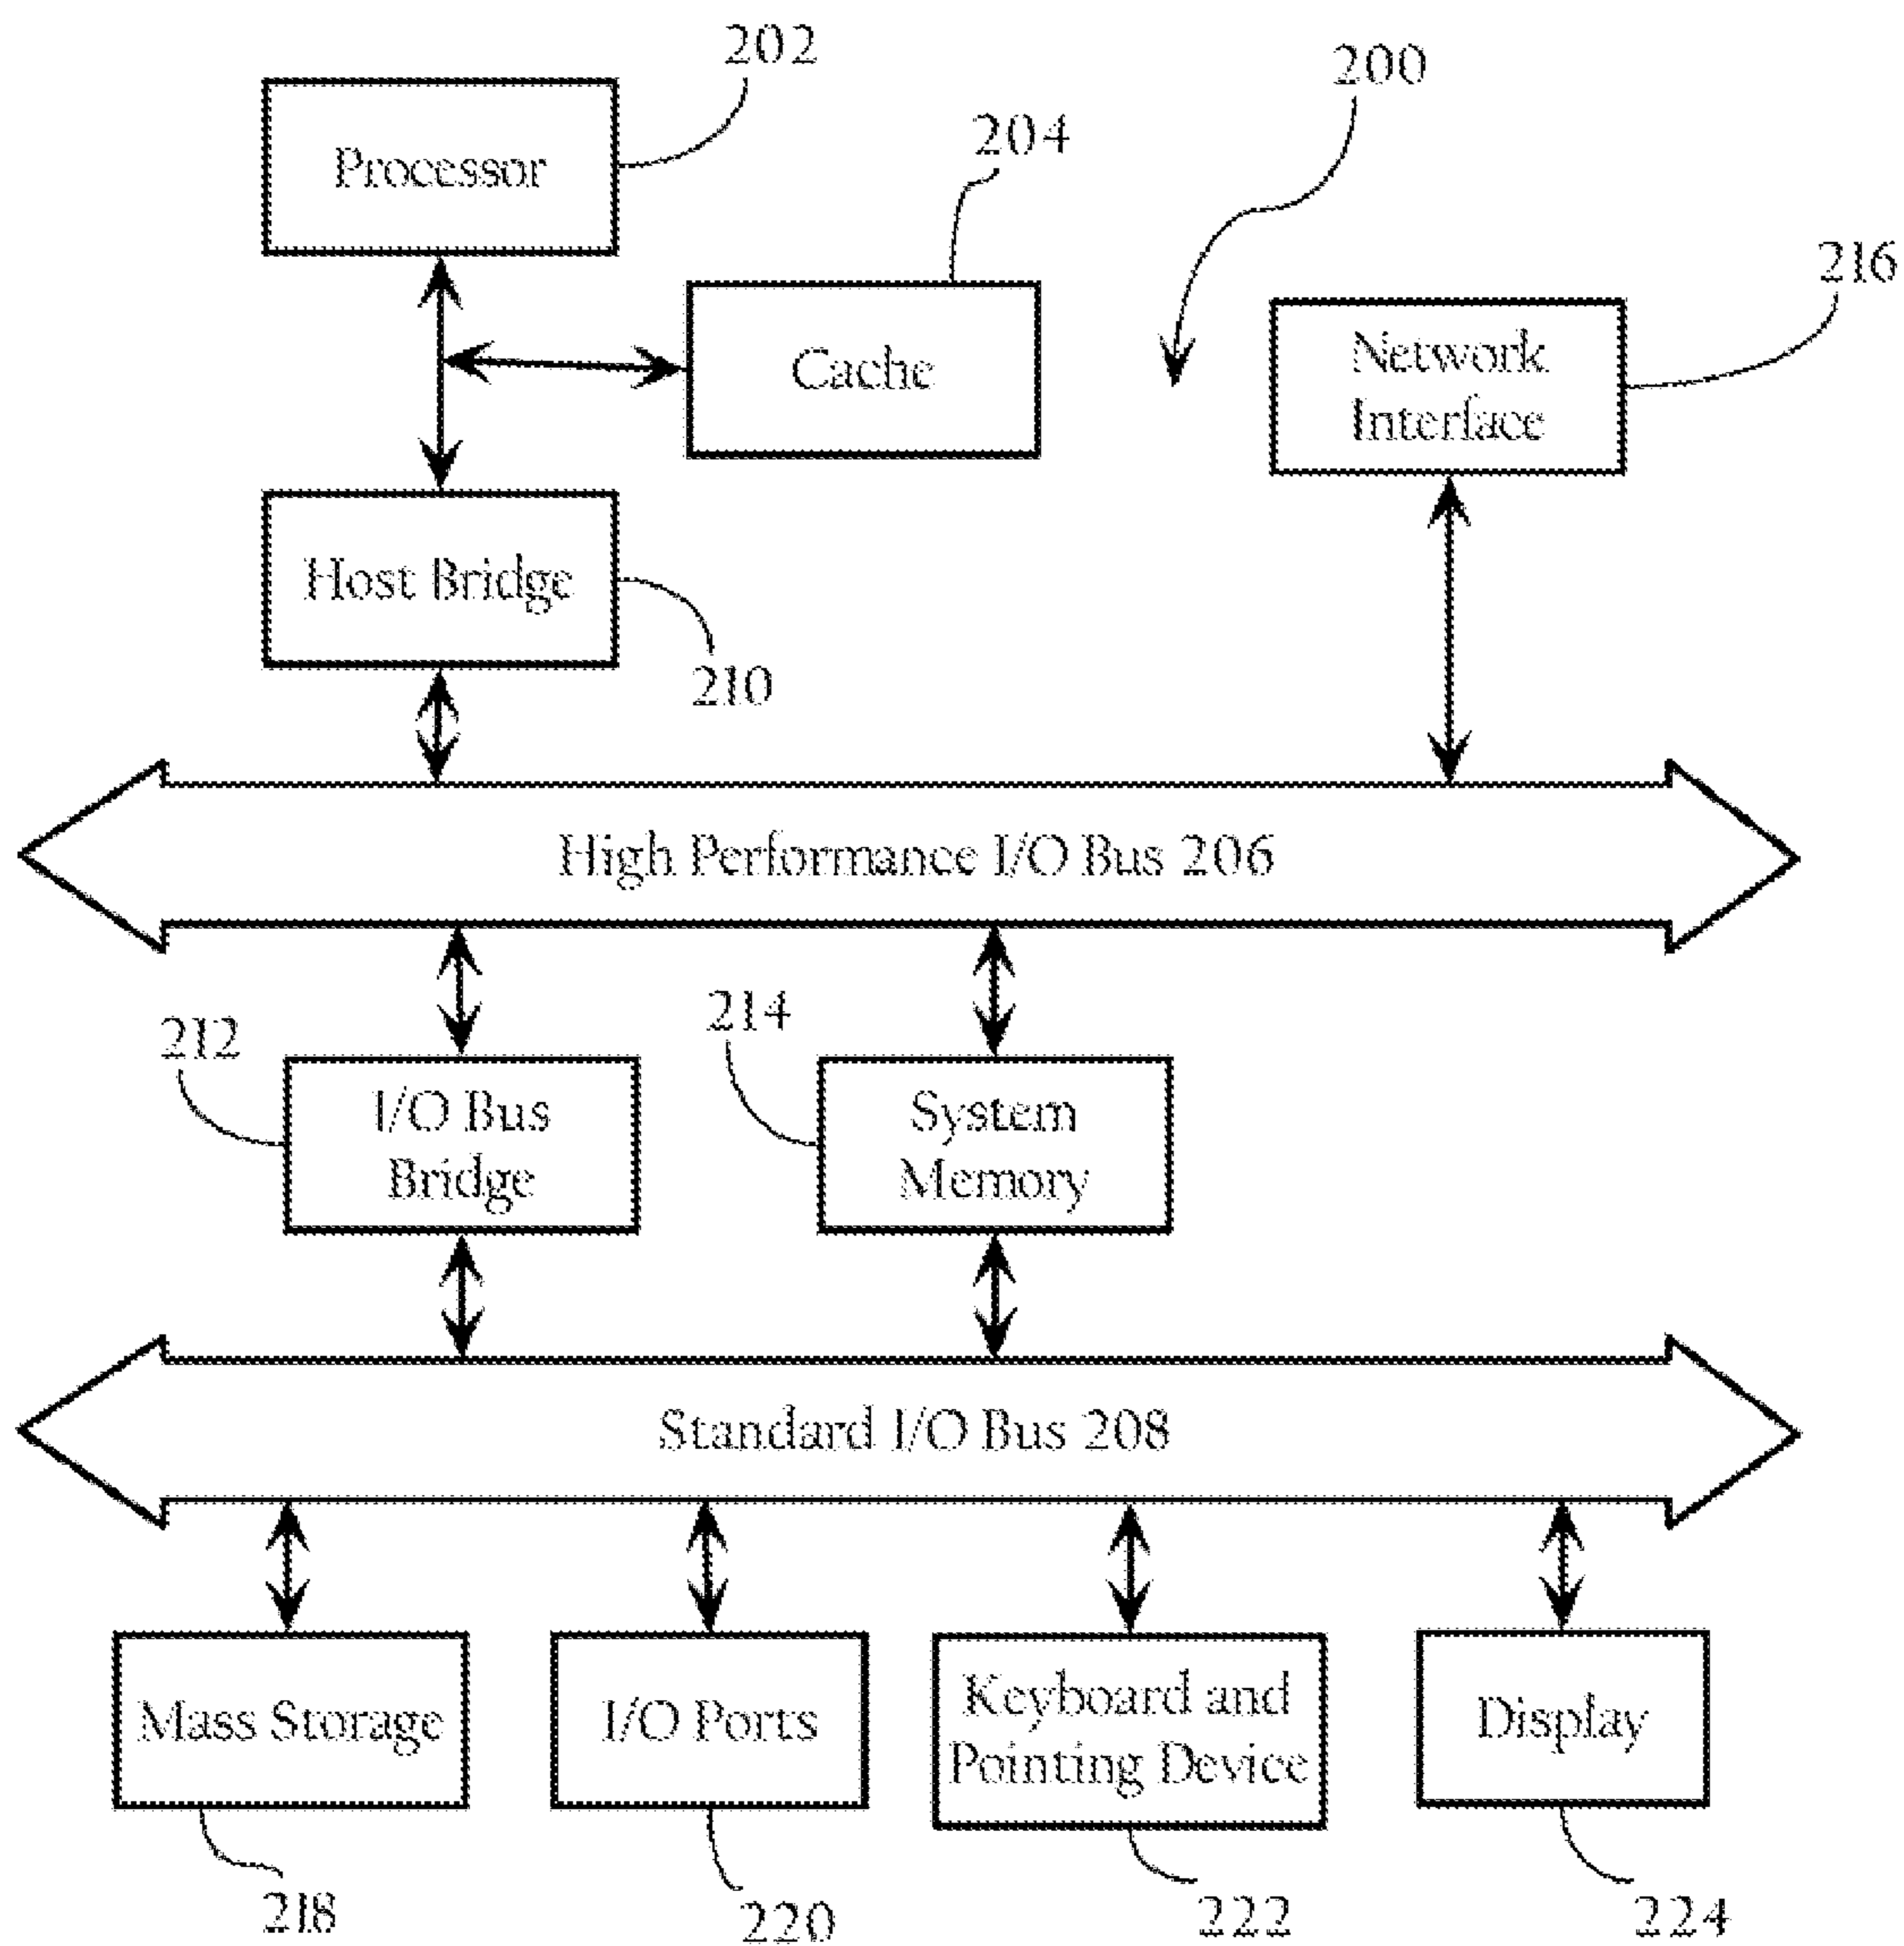 202
200
Processor
204
Cache
216
Network
Interface
Host Bridge
210
High Performance I/O Bus 206
212
214
I/O Bus
Bridge
System
Memory
Standard I/O Bus 208
Mass Storage
I/O Ports
Keyboard and
Pointing Device
Display
218
220
222
224